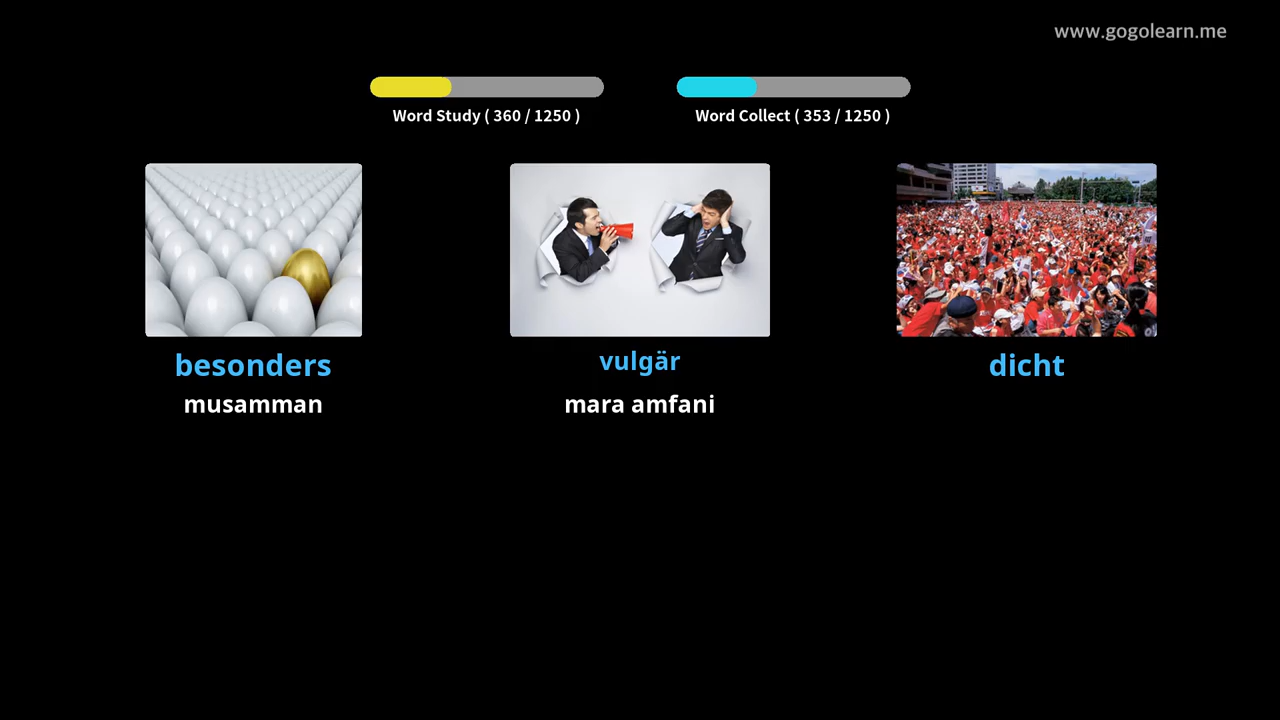 www.gogolearn.me
Word Study ( 360 / 1250 )
Word Collect ( 353 / 1250 )
besonders
musamman
vulgär
mara amfani
dicht